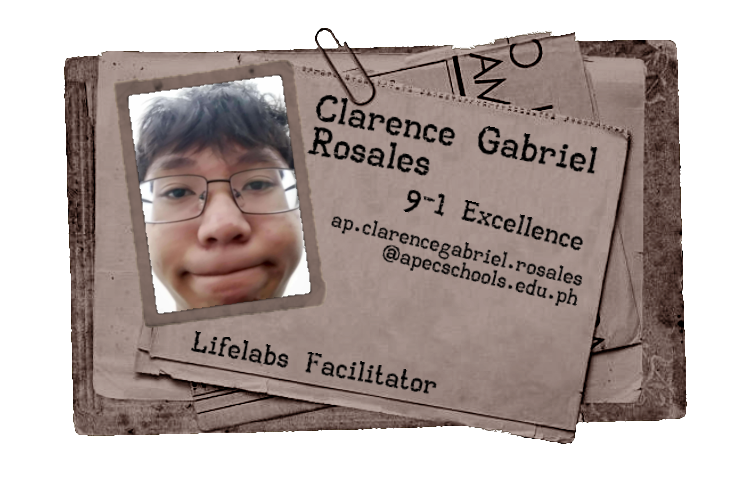 Clarence Gabriel
Rosales
9-1 Excellence
ap.clarencegabriel.rosales
@apecschools.edu.ph
Lifelabs Facilitator